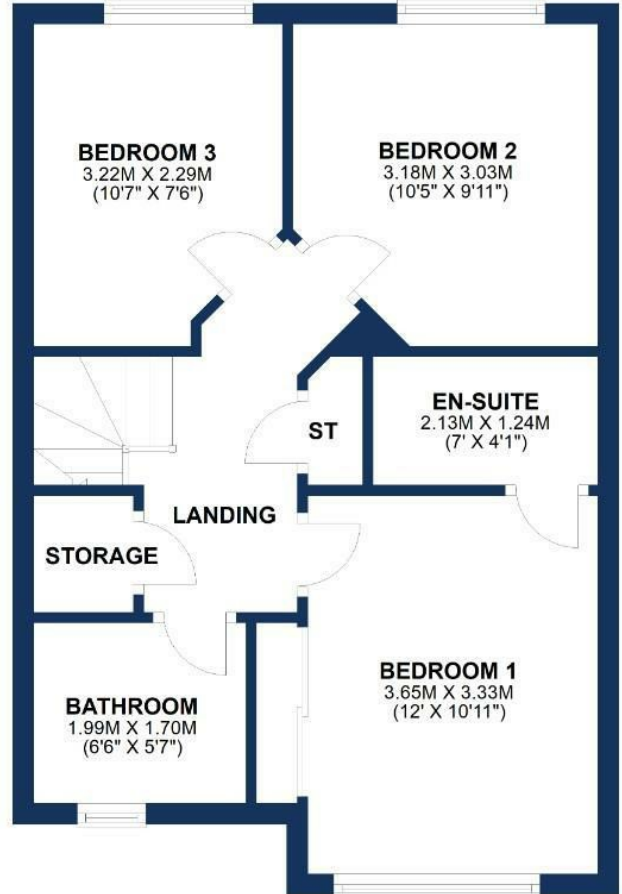 BEDROOM 3
3.22M X 2.29M
(10'7" X 7'6")
BEDROOM 2
3.18M X 3.03M
(10'5" X 9'11")
EN-SUITE
2.13M X 1.24M
(7' X 4'1")
ST
LANDING
STORAGE
BEDROOM 1
3.65M X 3.33M
(12' X 10'11")
BATHROOM
1.99M X 1.70M
(6'6" X 5'7")